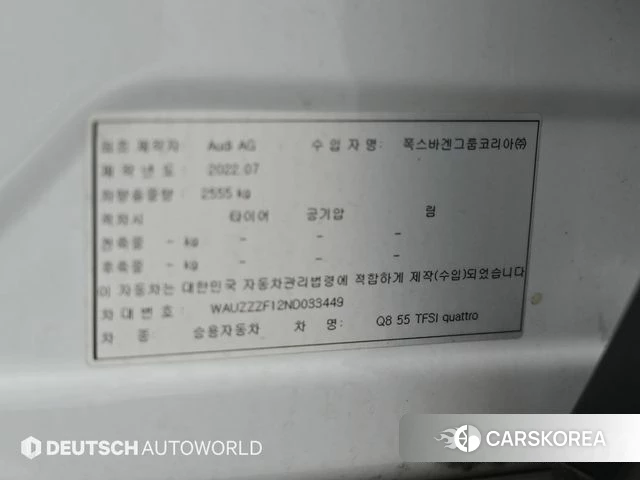 최종 제작자: Audi AG 수 입 자 명: 폭스바겐그룹코리아㈜
제 작 년 도 : 2022.07
차량총중량 : 2555 kg
적차시 타이어 공기압 림
전축물 - kg - - -
후축물 - kg - - -
이 자동차는 대한민국 자동차관리법령에 적합하게 제작(수입)되었습니다
차 대 번 호 : WAUZZZF12ND033449
차 종: 승용자동차 차 명: Q8 55 TFSI quattro
DEUTSCH AUTOWORLD
CARSKOREA